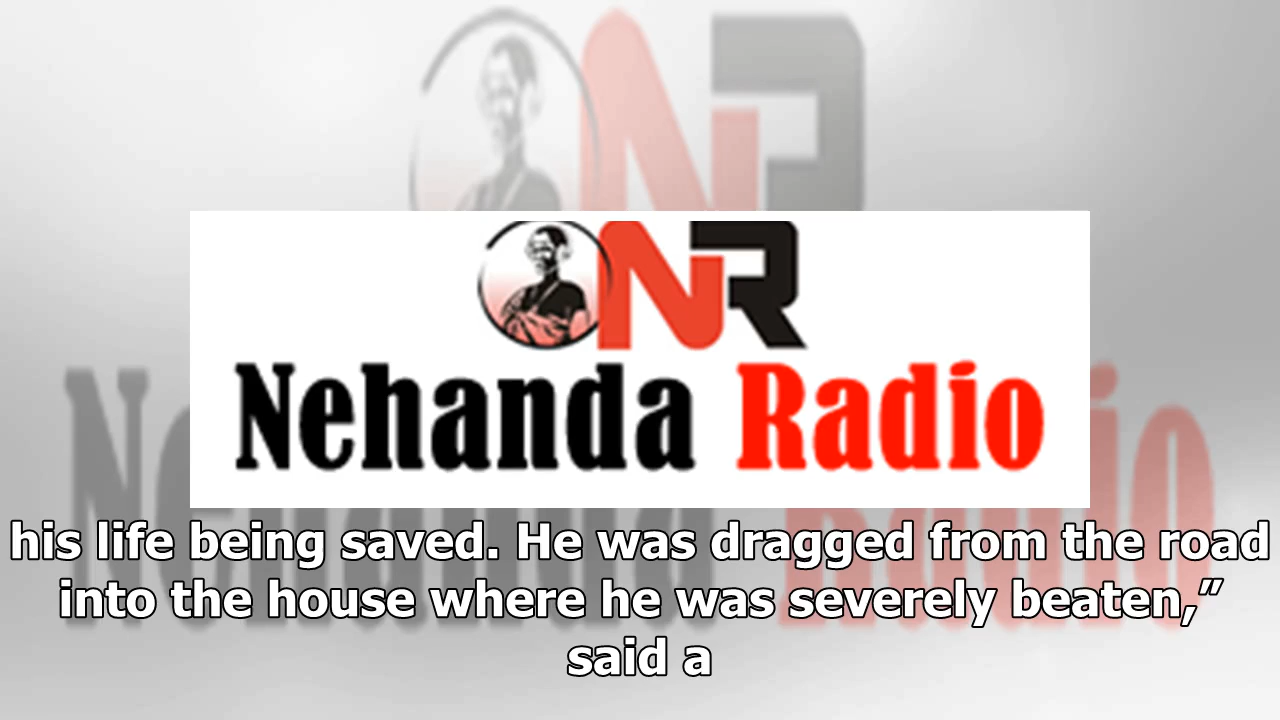 NR
Nehanda Radio
his life being saved. He was dragged from the road
into the house where he was severely beaten,”
said a